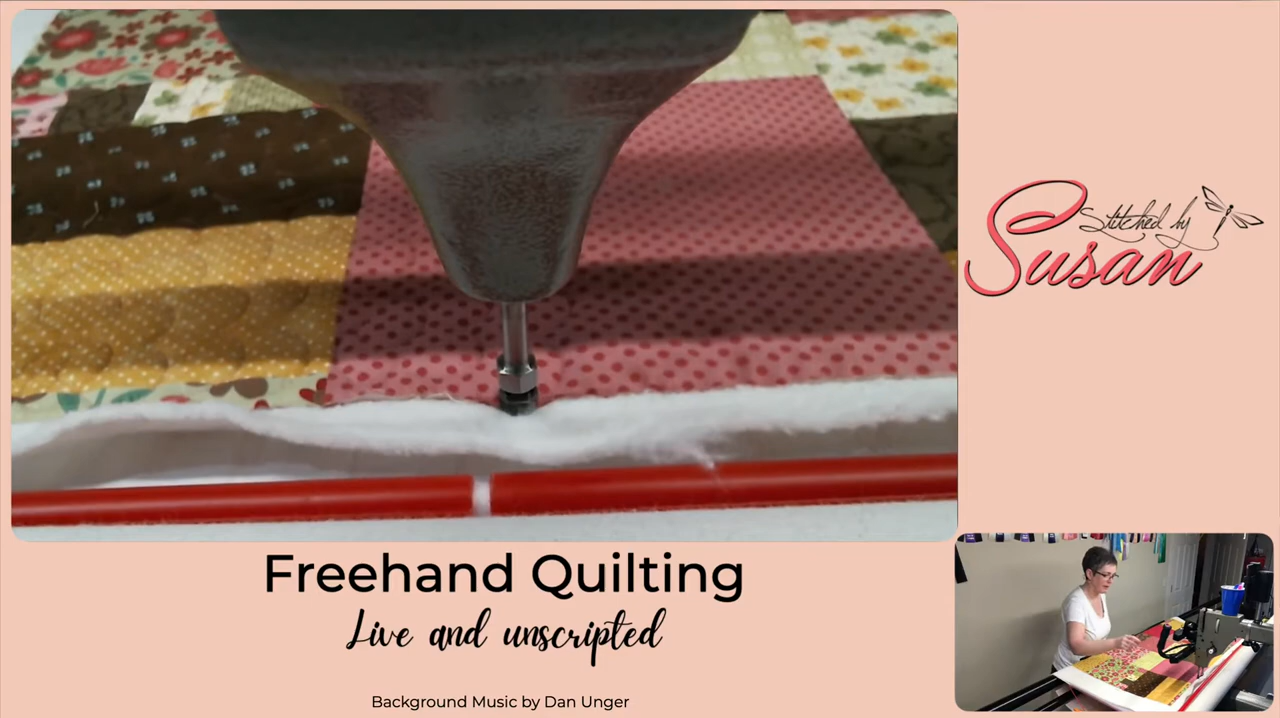 Stitched by
Susan
Freehand Quilting
Live and unscripted
Background Music by Dan Unger